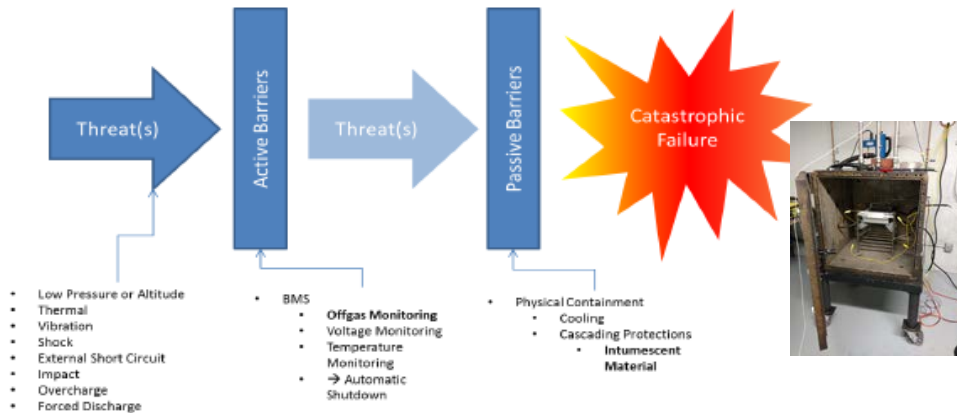 Threat(s)
Active Barriers
Threat(s)
Passive Barriers
Catastrophic
Failure
• Low Pressure or Altitude
• Thermal
• Vibration
• Shock
• External Short Circuit
• Impact
• Overcharge
• Forced Discharge
• BMS
• Offgas Monitoring
• Voltage Monitoring
• Temperature
Monitoring
• → Automatic
Shutdown
• Physical Containment
• Cooling
• Cascading Protections
• Intumescent
Material